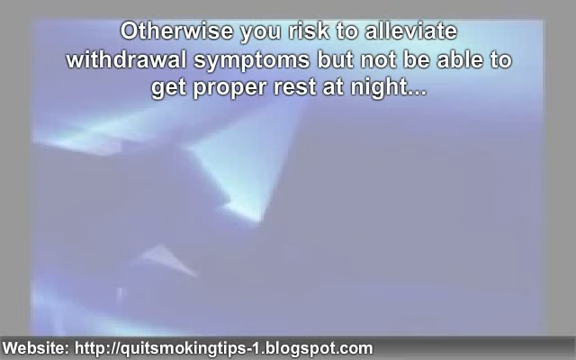 Otherwise you risk to alleviate
withdrawal symptoms but not be able to
get proper rest at night...
Website: http://quitsmokingtips-1.blogspot.com